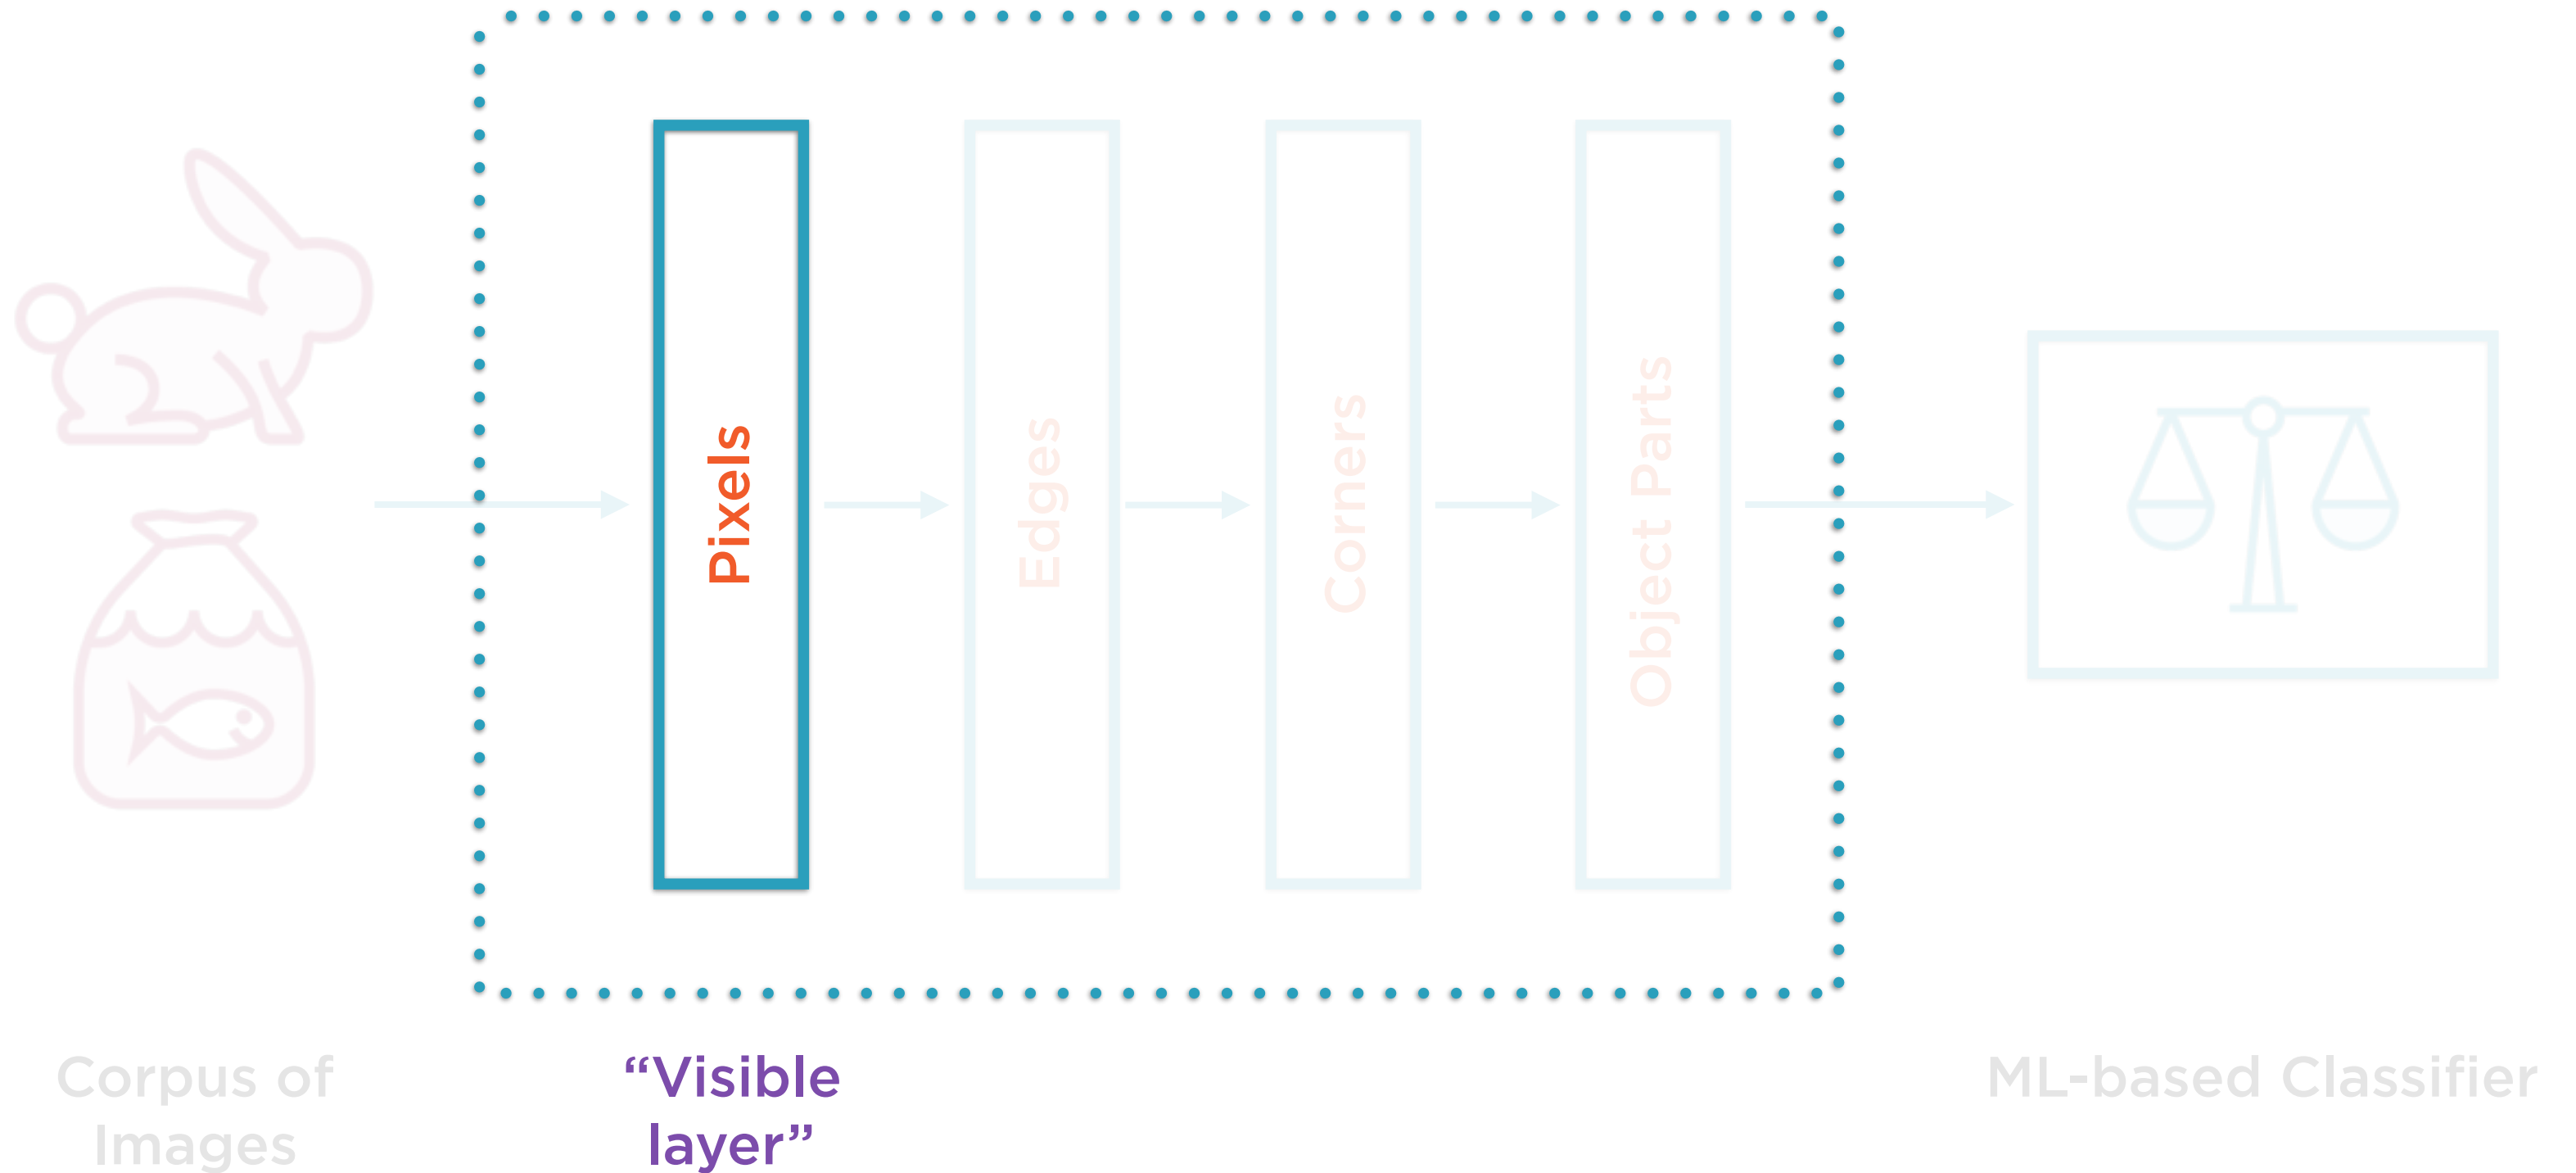 Pixels
Edges
Corners
Object Parts
Corpus of
Images
“Visible
layer”
ML-based Classifier